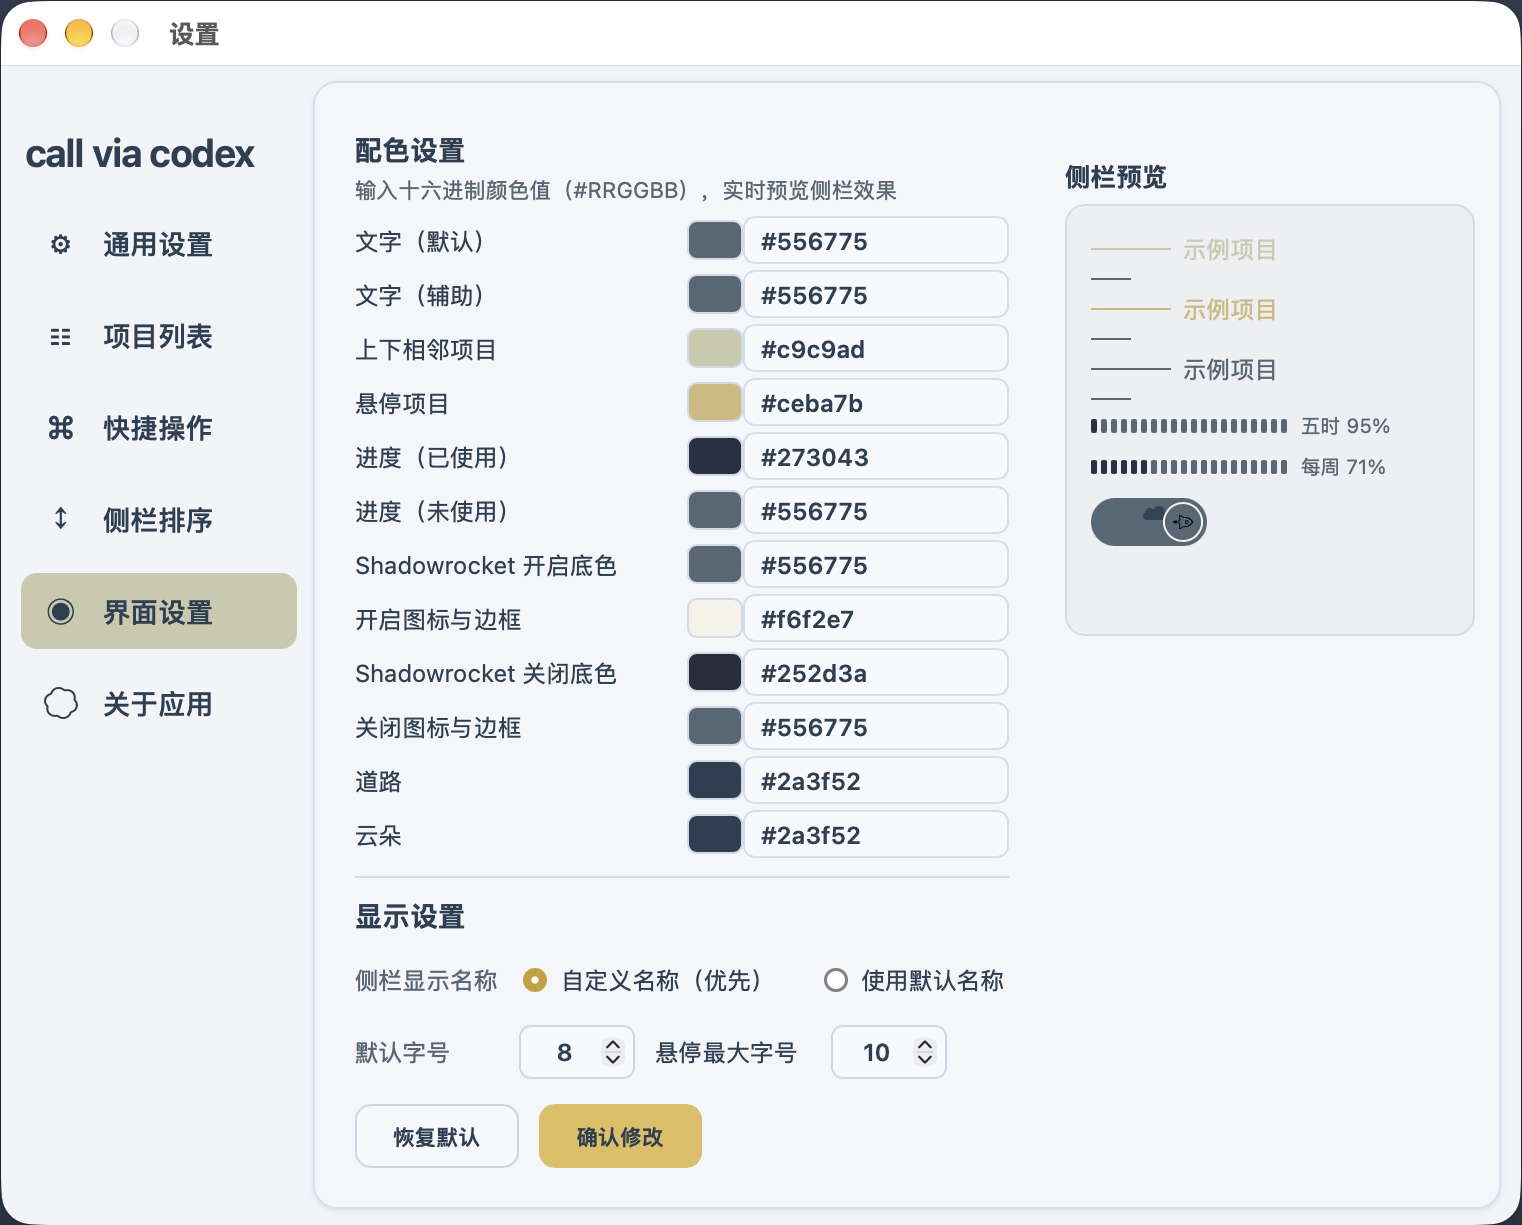 设置
call via codex
通用设置
项目列表
快捷操作
侧栏排序
界面设置
关于应用
配色设置
输入十六进制颜色值（#RRGGBB），实时预览侧栏效果
文字（默认） #556775
文字（辅助） #556775
上下相邻项目 #c9c9ad
悬停项目 #ceba7b
进度（已使用） #273043
进度（未使用） #556775
Shadowrocket 开启底色 #556775
开启图标与边框 #f6f2e7
Shadowrocket 关闭底色 #252d3a
关闭图标与边框 #556775
道路 #2a3f52
云朵 #2a3f52
显示设置
侧栏显示名称 自定义名称（优先） 使用默认名称
默认字号 8 悬停最大字号 10
恢复默认 确认修改
侧栏预览
示例项目
示例项目
示例项目
五时 95%
每周 71%